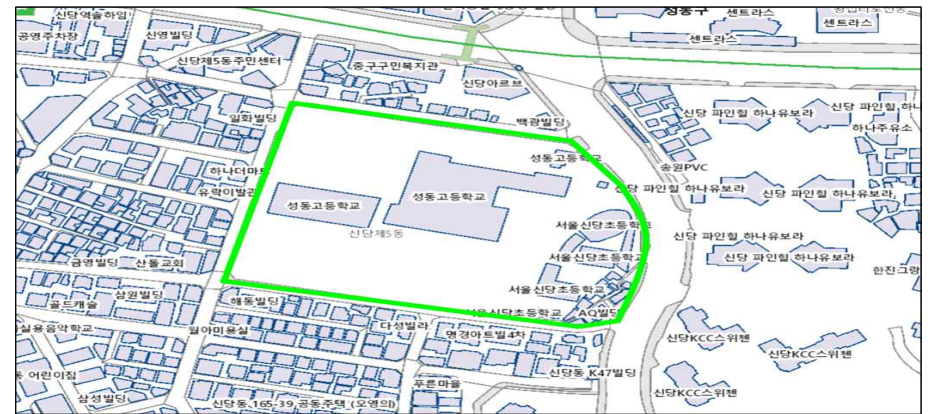 신당역솔하임
공영주차장
신영빌딩
신당제5동주민센터
중구구민복지관
성동구
센트라스
센트라스
센트라스
신당아르브
백광빌딩
일화빌딩
신당 파인힐 하나유보라
신당 파인힐 하나
하나주유소
하나더마트
유락이발관
성동고등학교
성동고등학교
성동고등학교
송원PVC
신당 파인힐 하나유보라
신당 파인힐 하나유보라
신당제5동
서울신당초등학교
신당 파인힐 하나유보라
금영빌딩
산돌교회
서울신당초등학교
신당 파인힐 하나유보라
한진그랑
골드캐슬
삼원빌딩
해동빌딩
서울신당초등학교
서울신당초등학교
AQ빌딩
실용음악학교
월아미용실
다성빌라
명경아트빌4차
신당KCC스위첸
신당KCC스위첸
어린이집
삼성빌딩
신당동 165-39 공동주택 (오영의)
푸른마을
신당동 K47빌딩
신당KCC스위첸